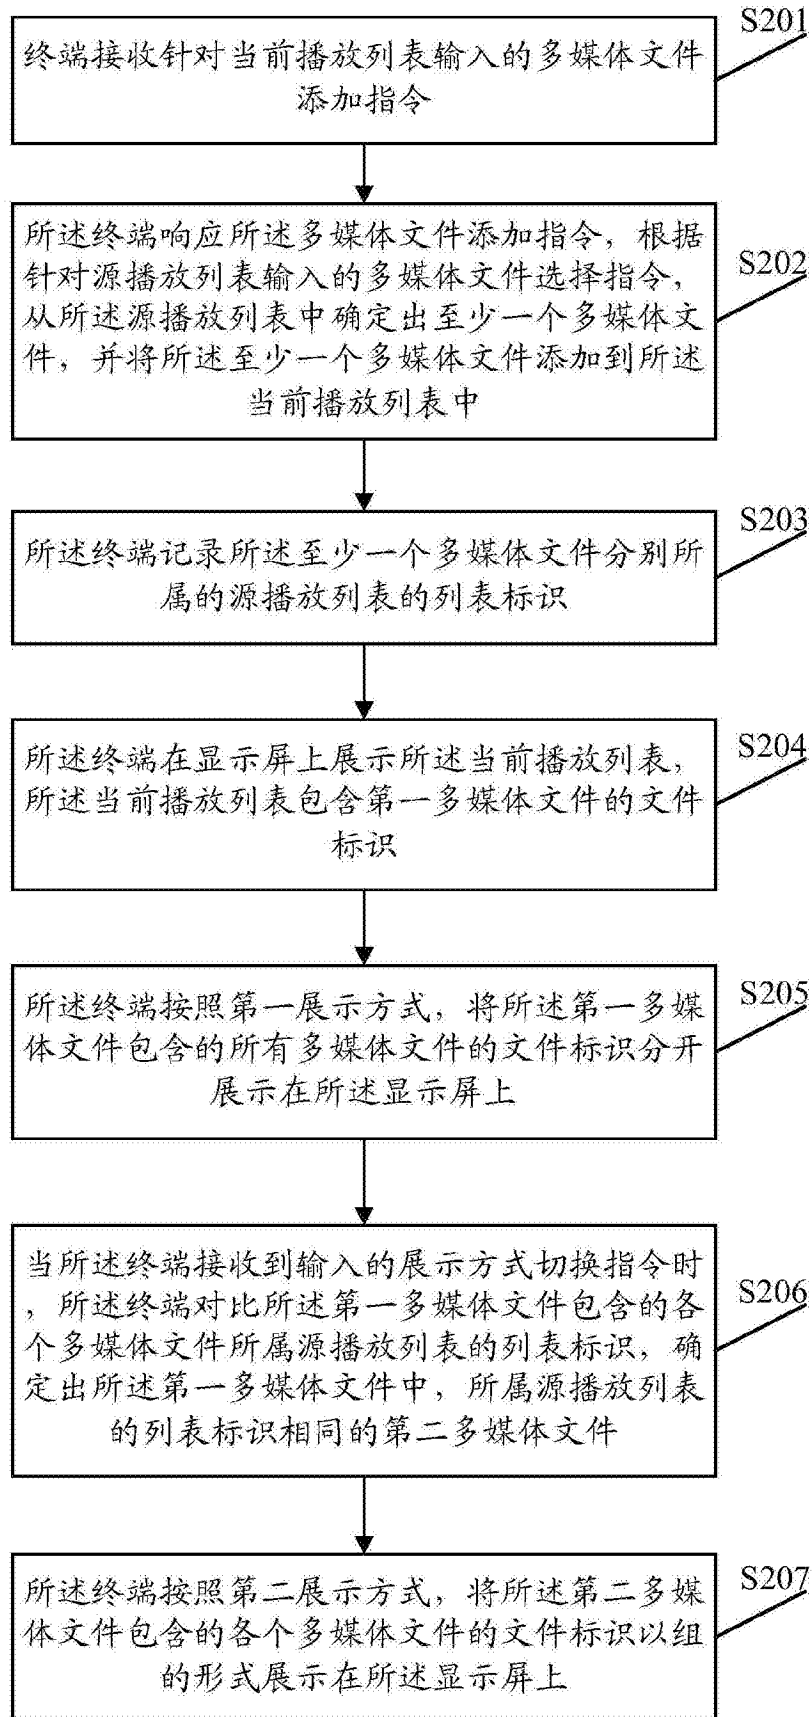 S201
终端接收针对当前播放列表输入的多媒体文件
添加指令
S202
所述终端响应所述多媒体文件添加指令，根据
针对源播放列表输入的多媒体文件选择指令，
从所述源播放列表中确定出至少一个多媒体文
件，并将所述至少一个多媒体文件添加到所述
当前播放列表中
S203
所述终端记录所述至少一个多媒体文件分别所
属的源播放列表的列表标识
S204
所述终端在显示屏上展示所述当前播放列表，
所述当前播放列表包含第一多媒体文件的文件
标识
S205
所述终端按照第一展示方式，将所述第一多媒
体文件包含的所有多媒体文件的文件标识分开
展示在所述显示屏上
S206
当所述终端接收到输入的展示方式切换指令时
，所述终端对比所述第一多媒体文件包含的各
个多媒体文件所属源播放列表的列表标识，确
定出所述第一多媒体文件中，所属源播放列表
的列表标识相同的第二多媒体文件
S207
所述终端按照第二展示方式，将所述第二多媒
体文件包含的各个多媒体文件的文件标识以组
的形式展示在所述显示屏上